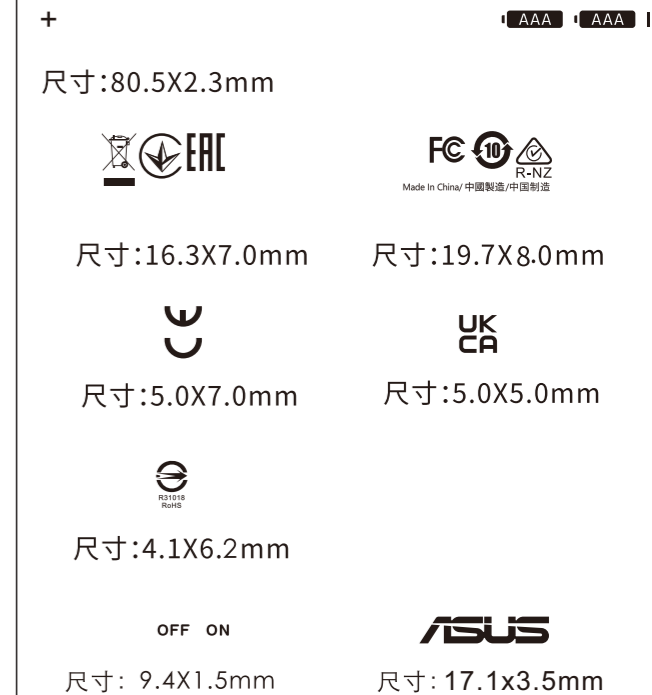 + AAA AAA
尺寸:80.5X2.3mm
EAC
FC 10
R-NZ
Made In China/ 中國製造/中国制造
尺寸:16.3X7.0mm 尺寸:19.7X8.0mm
CE
UK
CA
尺寸:5.0X7.0mm 尺寸:5.0X5.0mm
R31018
RoHS
尺寸:4.1X6.2mm
OFF ON ASUS
尺寸: 9.4X1.5mm 尺寸: 17.1x3.5mm